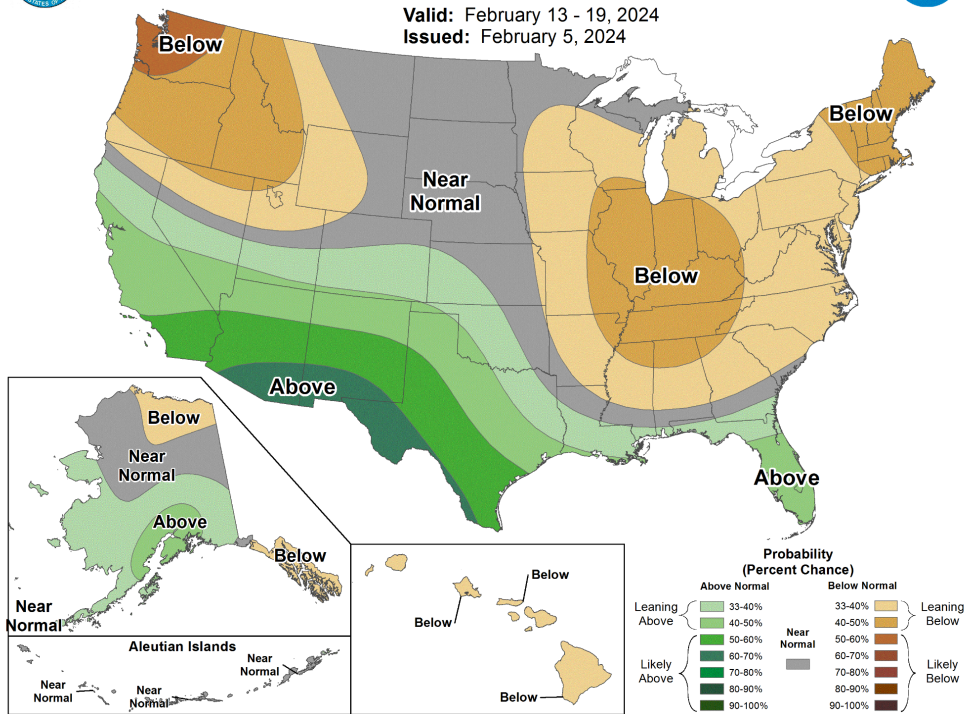 STATES OF
Valid: February 13 - 19, 2024
Issued: February 5, 2024
Below
Below
Near
Normal
Below
Above
Above
Below
Near
Normal
Above
Below
Near
Normal
Aleutian Islands
Near
Normal
Near
Normal
Near
Normal
Below
Below
Below
Probability
(Percent Chance)
Above Normal
Below Normal
Leaning
Above
33-40%
40-50%
Likely
Above
50-60%
60-70%
70-80%
80-90%
90-100%
Near
Normal
33-40%
40-50%
Leaning
Below
50-60%
60-70%
70-80%
80-90%
90-100%
Likely
Below